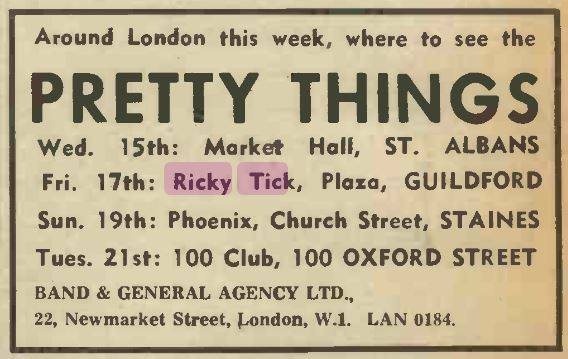 Around London this week, where to see the
PRETTY THINGS
Wed. 15th: Market Hall, ST. ALBANS
Fri. 17th: Ricky Tick, Plaza, GUILDFORD
Sun. 19th: Phoenix, Church Street, STAINES
Tues. 21st: 100 Club, 100 OXFORD STREET
BAND & GENERAL AGENCY LTD.,
22, Newmarket Street, London, W.1. LAN 0184.